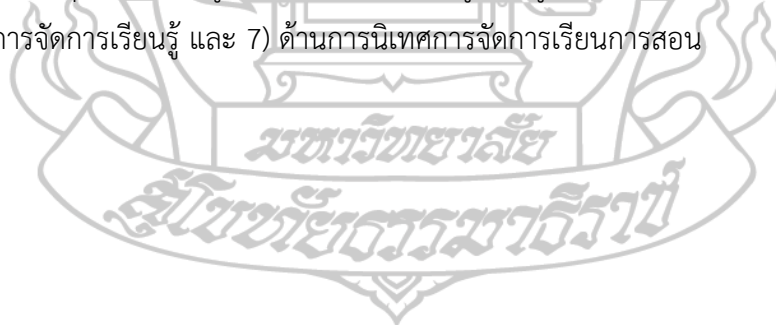 การจัดการเรียนรู้ และ 7) ด้านการนิเทศการจัดการเรียนการสอน
มหาวิทยาลัย
สุโขทัยธรรมาธิราช